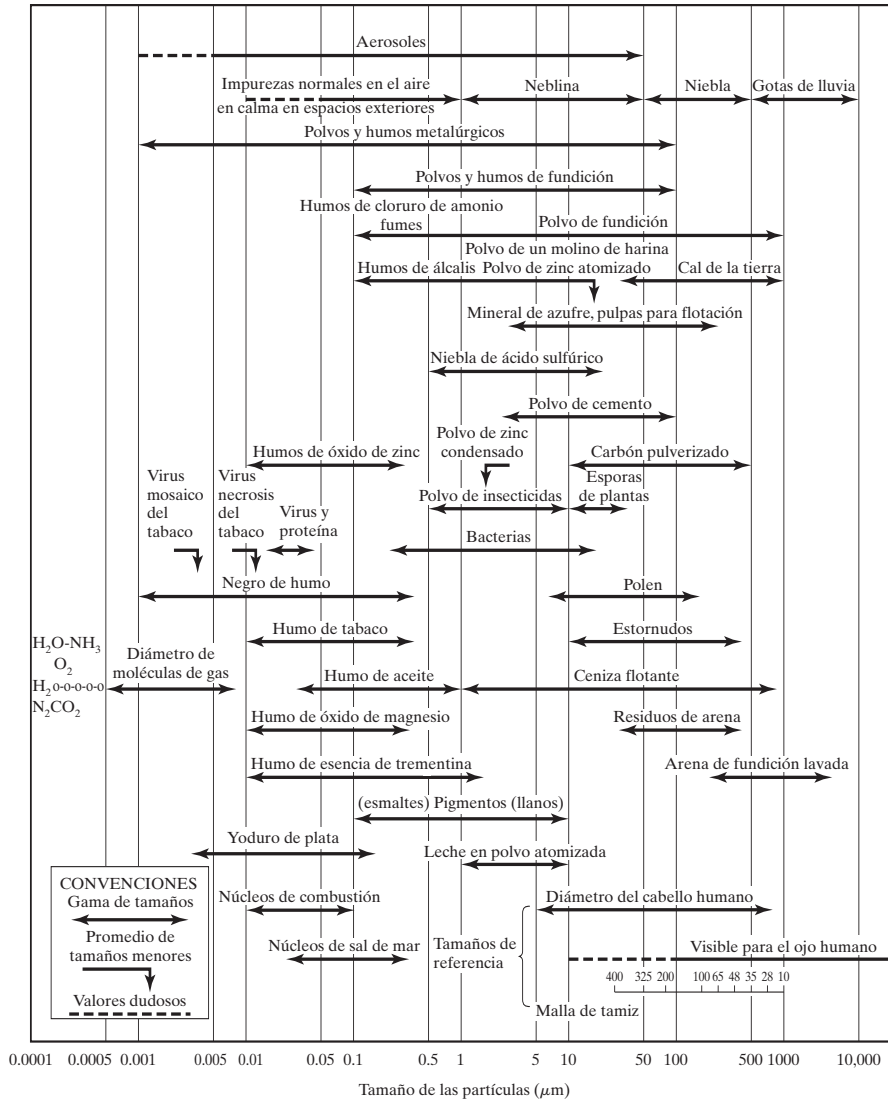 Aerosoles
Impurezas normales en el aire
en calma en espacios exteriores
Neblina
Niebla
Gotas de lluvia
Polvos y humos metalúrgicos
Polvos y humos de fundición
Humos de cloruro de amonio
fumes
Polvo de fundición
Polvo de un molino de harina
Humos de álcalis
Polvo de zinc atomizado
Cal de la tierra
Mineral de azufre, pulpas para flotación
Niebla de ácido sulfúrico
Polvo de cemento
Humos de óxido de zinc
Polvo de zinc
condensado
Carbón pulverizado
Virus
mosaico
del
tabaco
Virus
necrosis
del
tabaco
Virus y
proteína
Polvo de insecticidas
Esporas
de plantas
Bacterias
Negro de humo
Polen
H₂O-NH₃
O₂
H₂o-o-o-o-o
N₂CO₂
Humo de tabaco
Estornudos
Diámetro de
moléculas de gas
Humo de aceite
Ceniza flotante
Humo de óxido de magnesio
Residuos de arena
Humo de esencia de trementina
Arena de fundición lavada
(esmaltes) Pigmentos (llanos)
Yoduro de plata
Leche en polvo atomizada
CONVENCIONES
Gama de tamaños
Promedio de
tamaños menores
Valores dudosos
Núcleos de combustión
Núcleos de sal de mar
Tamaños de
referencia
Diámetro del cabello humano
Visible para el ojo humano
400 325 200 100 65 48 35 28 10
Malla de tamiz
0.0001 0.0005 0.001 0.005 0.01 0.05 0.1 0.5 1 5 10 50 100 500 1000 10,000
Tamaño de las partículas (μm)